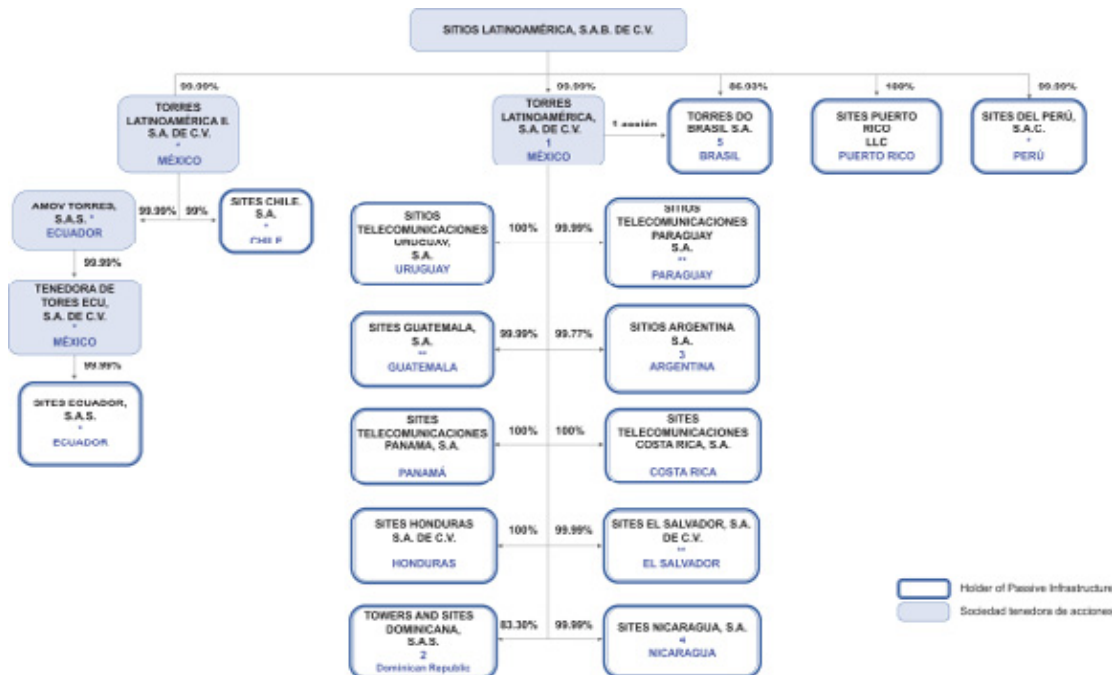 SITIOS LATINOAMÉRICA, S.A.B. DE C.V.
99.99%
99.99%
86.93%
100%
99.99%
TORRES
LATINOAMÉRICA II.
S.A. DE C.V.
*
MÉXICO
TORRES
LATINOAMÉRICA,
S.A. DE C.V.
1
MÉXICO
1 acción
TORRES DO
BRASIL S.A.
5
BRASIL
SITES PUERTO
RICO
LLC
PUERTO RICO
SITES DEL PERÚ,
S.A.C.
*
PERÚ
AMOV TORRES,
S.A.S. *
ECUADOR
99.99%
99%
SITES CHILE.
S.A.
*
CHILE
99.99%
TENEDORA DE
TORES ECU,
S.A. DE C.V.
*
MÉXICO
99.99%
SITES ECUADOR,
S.A.S.
*
ECUADOR
SITIOS
TELECOMUNICACIONES
URUGUAY,
S.A.
URUGUAY
100%
99.99%
SITIOS
TELECOMUNICACIONES
PARAGUAY
S.A.
**
PARAGUAY
SITES GUATEMALA,
S.A.
**
GUATEMALA
99.99%
99.77%
SITIOS ARGENTINA
S.A.
3
ARGENTINA
SITES
TELECOMUNICACIONES
PANAMA, S.A.
PANAMÁ
100%
100%
SITES
TELECOMUNICACIONES
COSTA RICA, S.A.
COSTA RICA
SITES HONDURAS
S.A. DE C.V.
HONDURAS
100%
99.99%
SITES EL SALVADOR, S.A.
DE C.V.
**
EL SALVADOR
TOWERS AND SITES
DOMINICANA,
S.A.S.
2
Dominican Republic
83.30%
99.99%
SITES NICARAGUA, S.A.
4
NICARAGUA
Holder of Passive Infrastructure
Sociedad tenedora de acciones